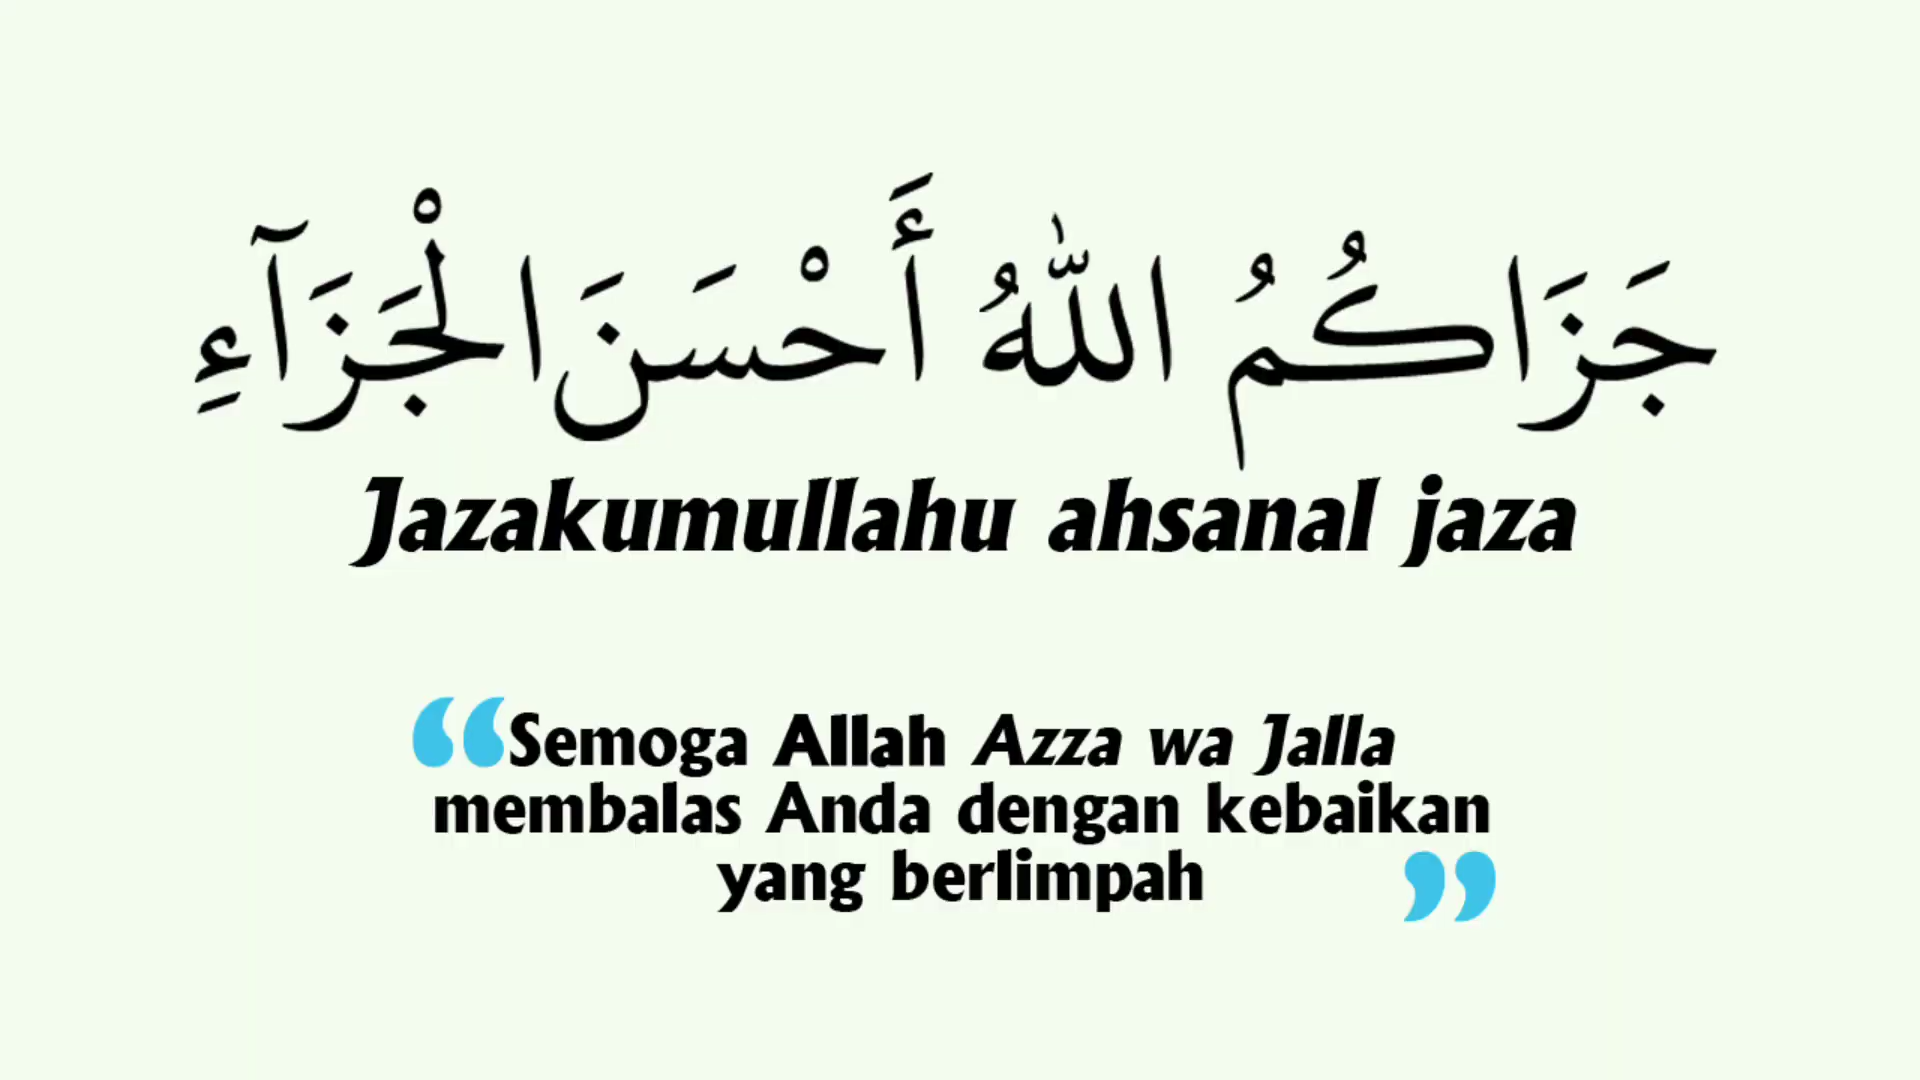 جَزَاكُمُ اللّٰهُ أَحْسَنَ الْجَزَآءِ
Jazakumullahu ahsanal jaza
“Semoga Allah Azza wa Jalla
membalas Anda dengan kebaikan
yang berlimpah”